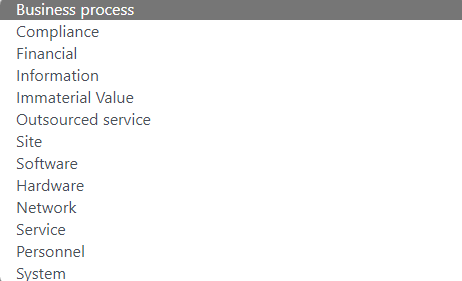 Business process
Compliance
Financial
Information
Immaterial Value
Outsourced service
Site
Software
Hardware
Network
Service
Personnel
System